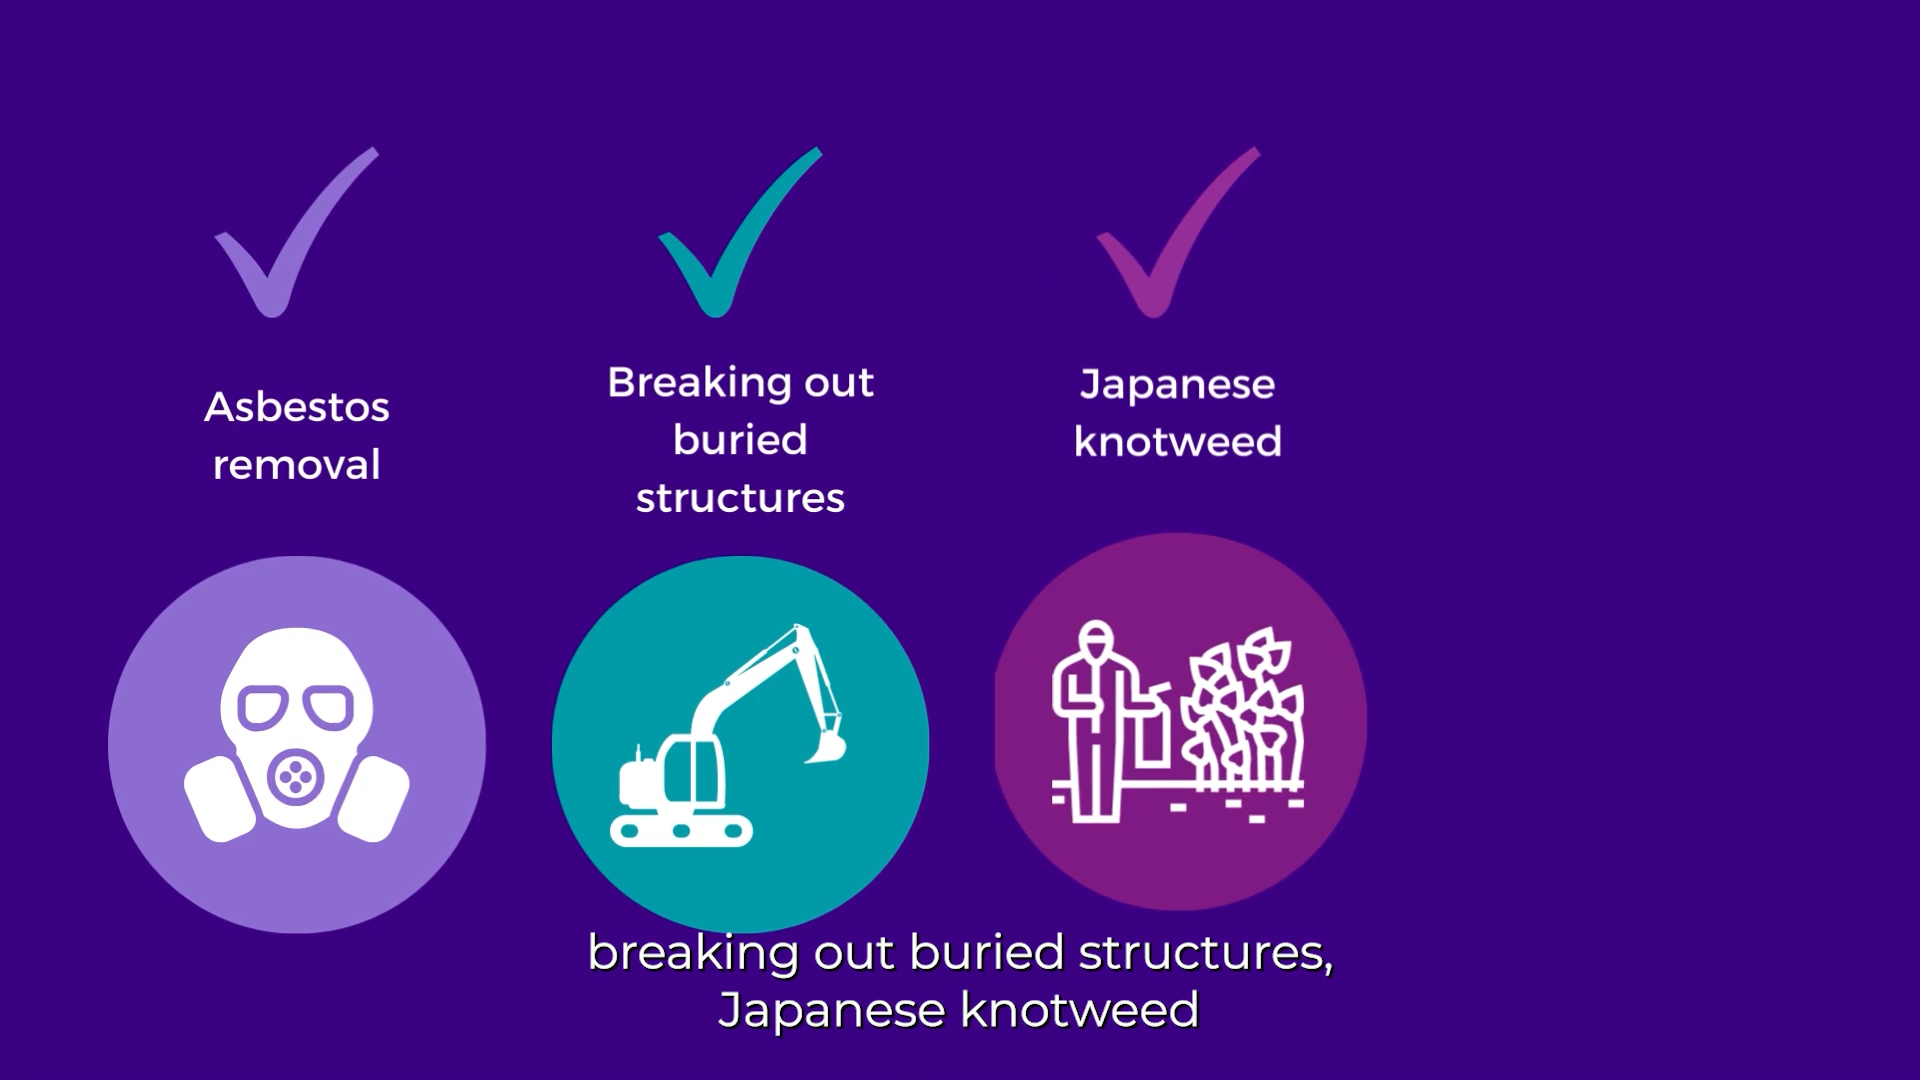 Asbestos
removal
Breaking out
buried
structures
Japanese
knotweed
breaking out buried structures,
Japanese knotweed